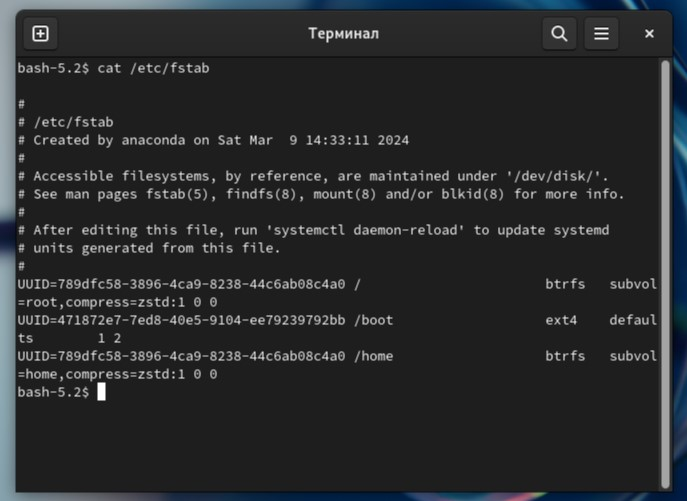 Терминал
bash-5.2$ cat /etc/fstab
#
# /etc/fstab
# Created by anaconda on Sat Mar  9 14:33:11 2024
#
# Accessible filesystems, by reference, are maintained under '/dev/disk/'.
# See man pages fstab(5), findfs(8), mount(8) and/or blkid(8) for more info.
#
# After editing this file, run 'systemctl daemon-reload' to update systemd
# units generated from this file.
#
UUID=789dfc58-3896-4ca9-8238-44c6ab08c4a0 /                       btrfs   subvol
=root,compress=zstd:1 0 0
UUID=471872e7-7ed8-40e5-9104-ee79239792bb /boot                   ext4    defaul
ts        1 2
UUID=789dfc58-3896-4ca9-8238-44c6ab08c4a0 /home                   btrfs   subvol
=home,compress=zstd:1 0 0
bash-5.2$